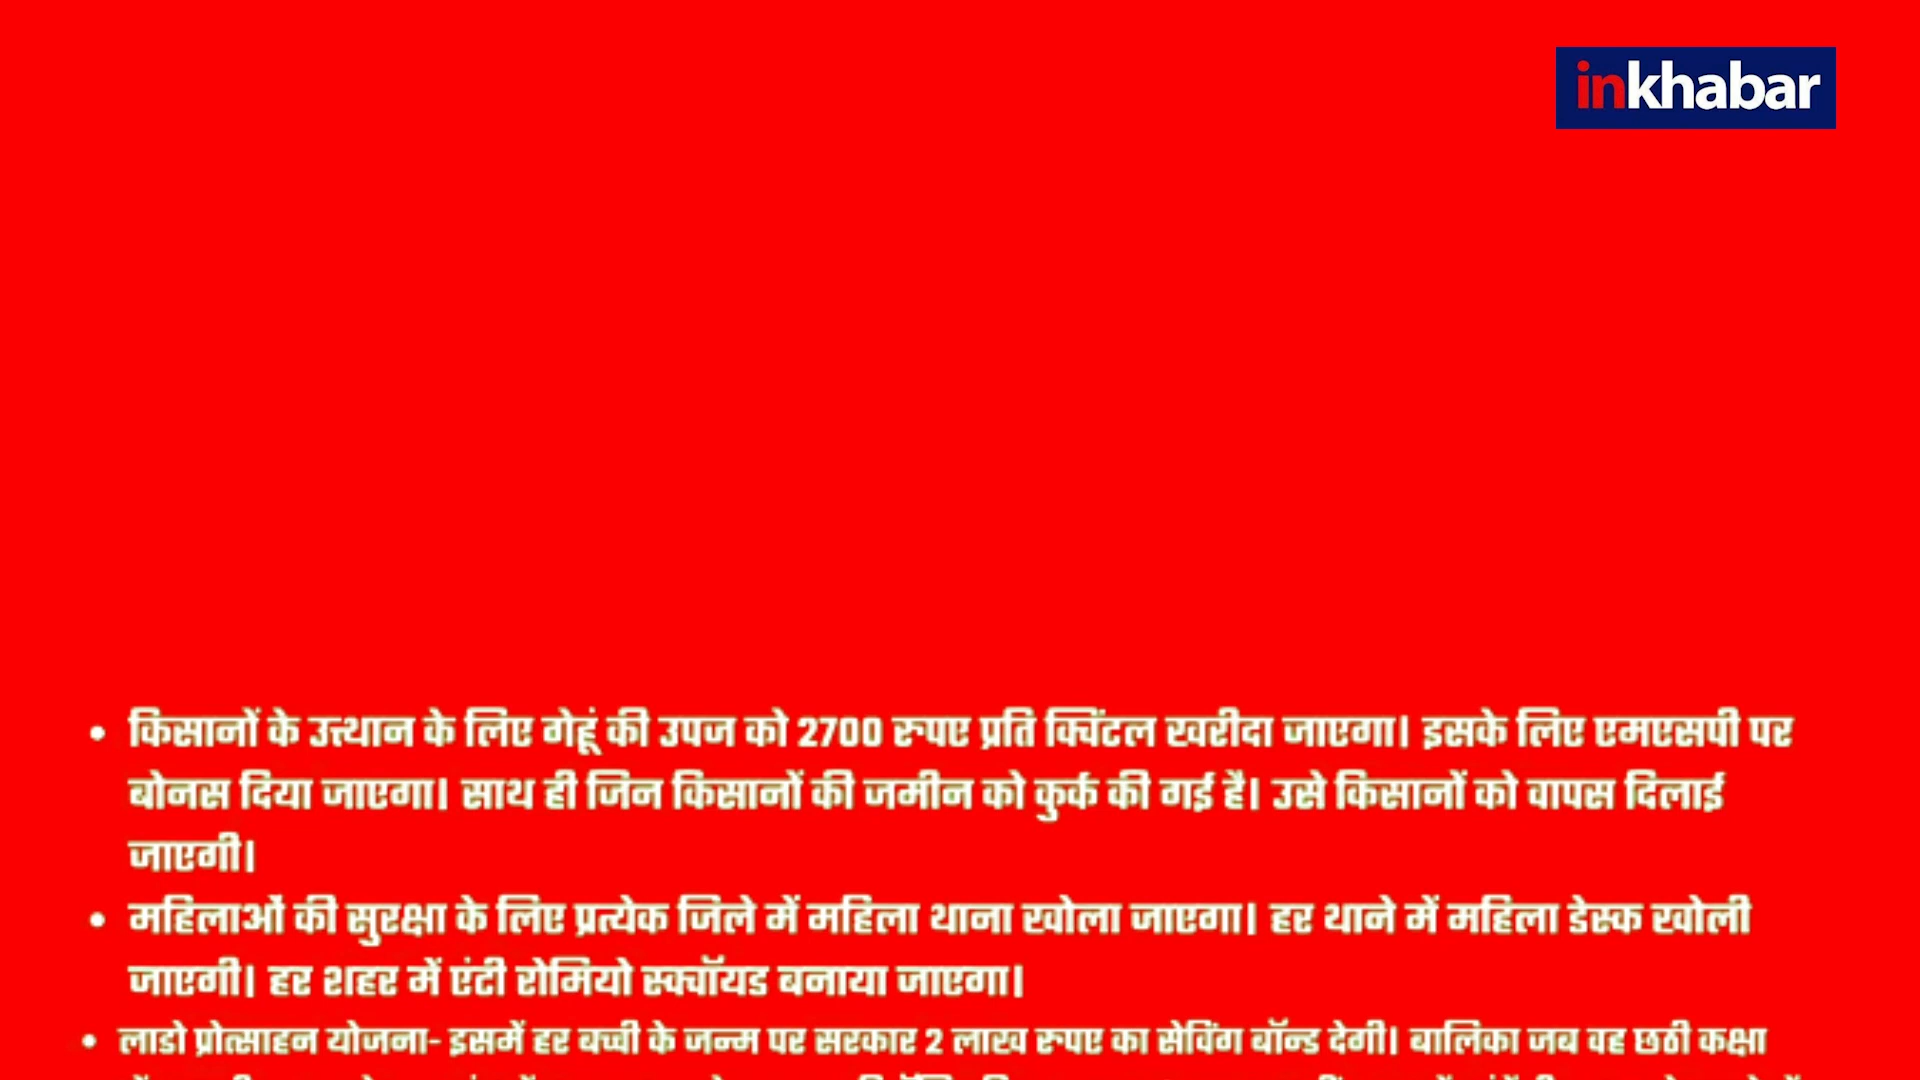 inkhabar
• किसानों के उत्थान के लिए गेहूं की उपज को 2700 रुपए प्रति क्विंटल खरीदा जाएगा। इसके लिए एमएसपी पर
बोनस दिया जाएगा। साथ ही जिन किसानों की जमीन को कुर्क की गई है। उसे किसानों को वापस दिलाई
जाएगी।
• महिलाओं की सुरक्षा के लिए प्रत्येक जिले में महिला थाना खोला जाएगा। हर थाने में महिला डेस्क खोली
जाएगी। हर शहर में एंटी रोमियो स्क्वॉयड बनाया जाएगा।
• लाडो प्रोत्साहन योजना- इसमें हर बच्ची के जन्म पर सरकार 2 लाख रुपए का सेविंग बॉन्ड देगी। बालिका जब वह छठी कक्षा